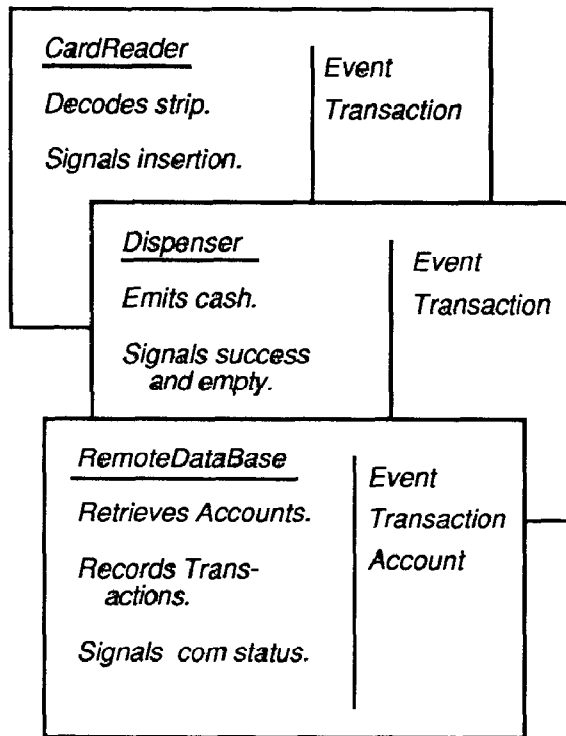 CardReader
Decodes strip.
Signals insertion.
Event
Transaction
Dispenser
Emits cash.
Signals success
and empty.
Event
Transaction
RemoteDataBase
Retrieves Accounts.
Records Trans-
actions.
Signals com status.
Event
Transaction
Account